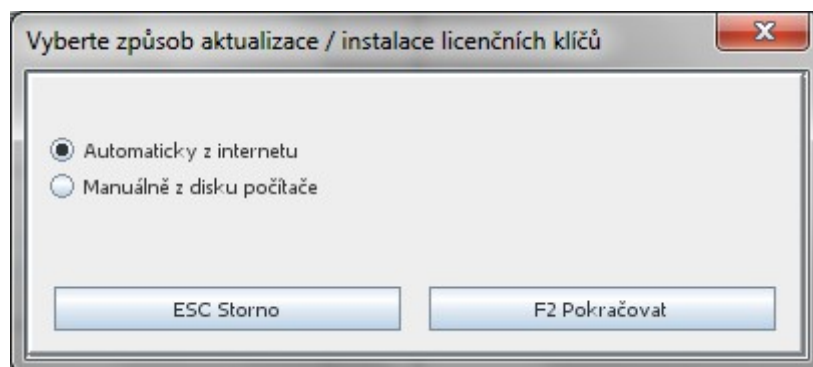 Vyberte způsob aktualizace / instalace licenčních klíčů
Automaticky z internetu
Manuálně z disku počítače
ESC Storno
F2 Pokračovat